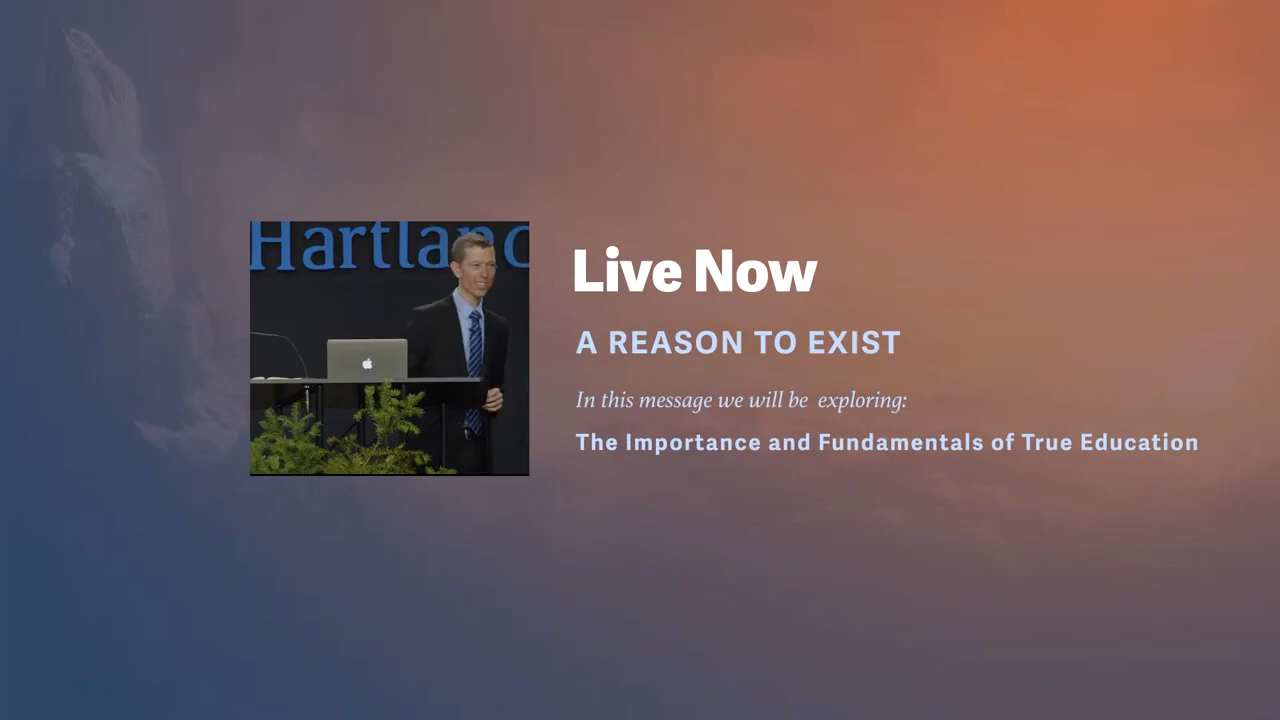 Hartland
Live Now
A REASON TO EXIST
In this message we will be exploring:
The Importance and Fundamentals of True Education